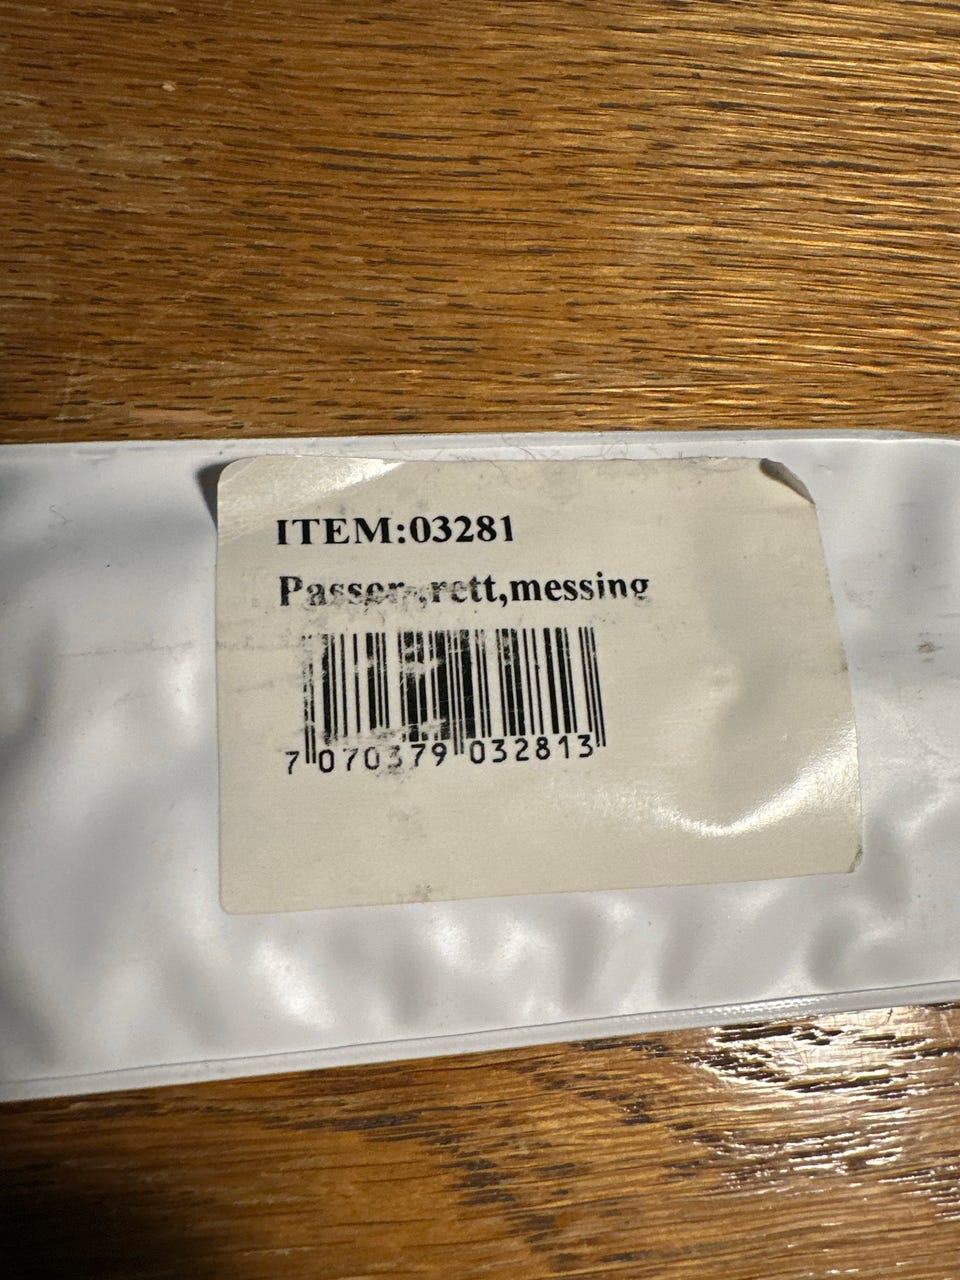 ITEM:03281
Passer, rett,messing
7 070379 032813